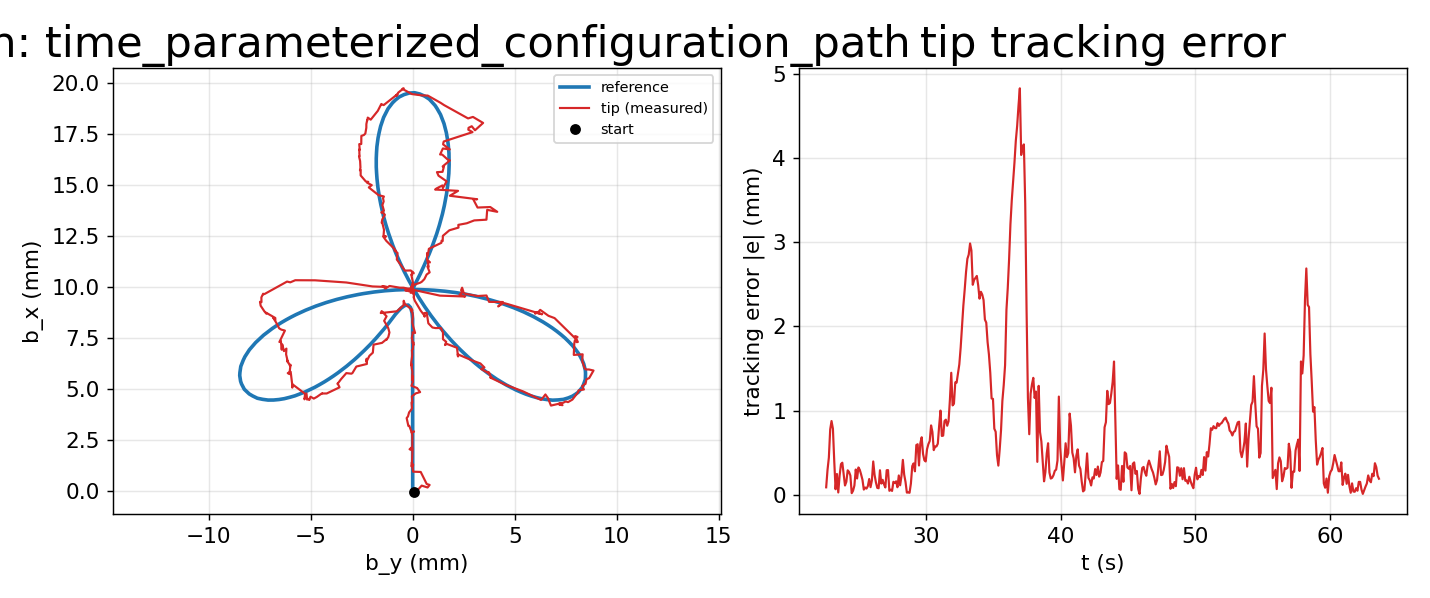 n: time_parameterized_configuration_path
tip tracking error
20.0
17.5
15.0
12.5
10.0
7.5
5.0
2.5
0.0
b_x (mm)
reference
tip (measured)
start
−10
−5
0
5
10
15
b_y (mm)
5
4
3
2
1
0
tracking error |e| (mm)
30
40
50
60
t (s)